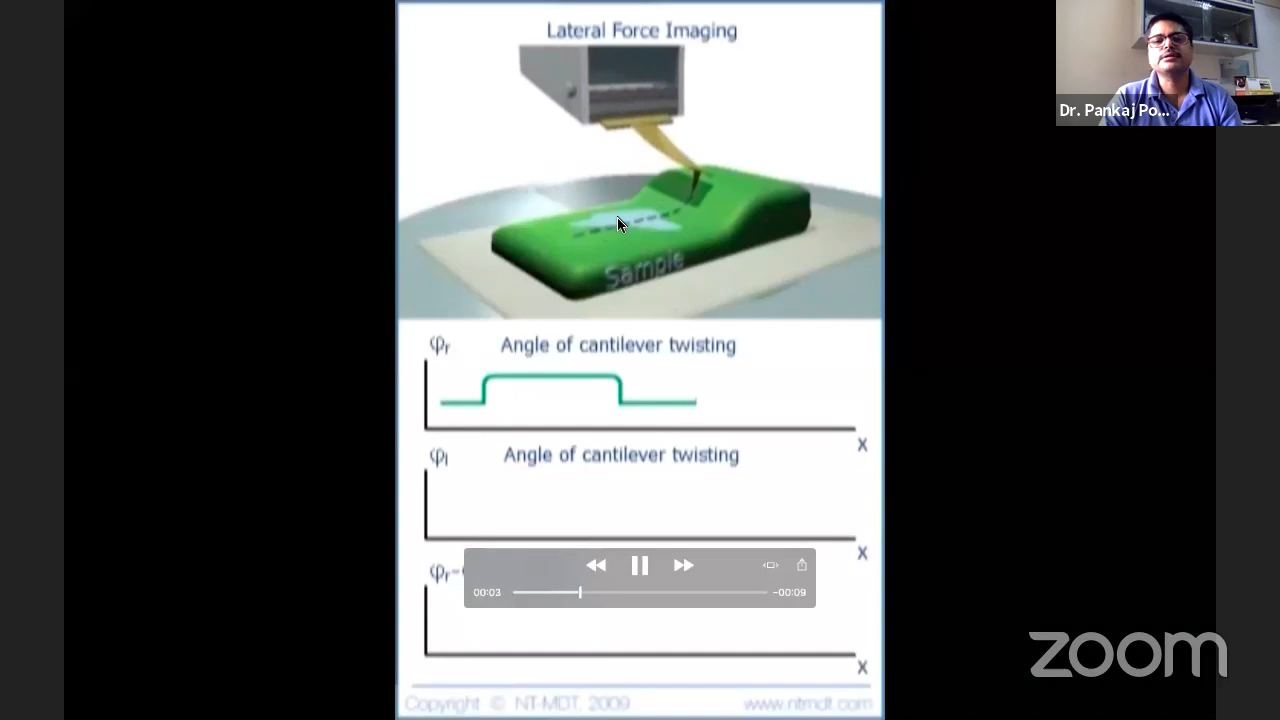 Lateral Force Imaging
Dr. Pankaj Po...
Sample
φr Angle of cantilever twisting
x
φl Angle of cantilever twisting
x
φr-
00:03 -00:09
x
zoom
Copyright © NT-MDT, 2009 www.ntmdt.com